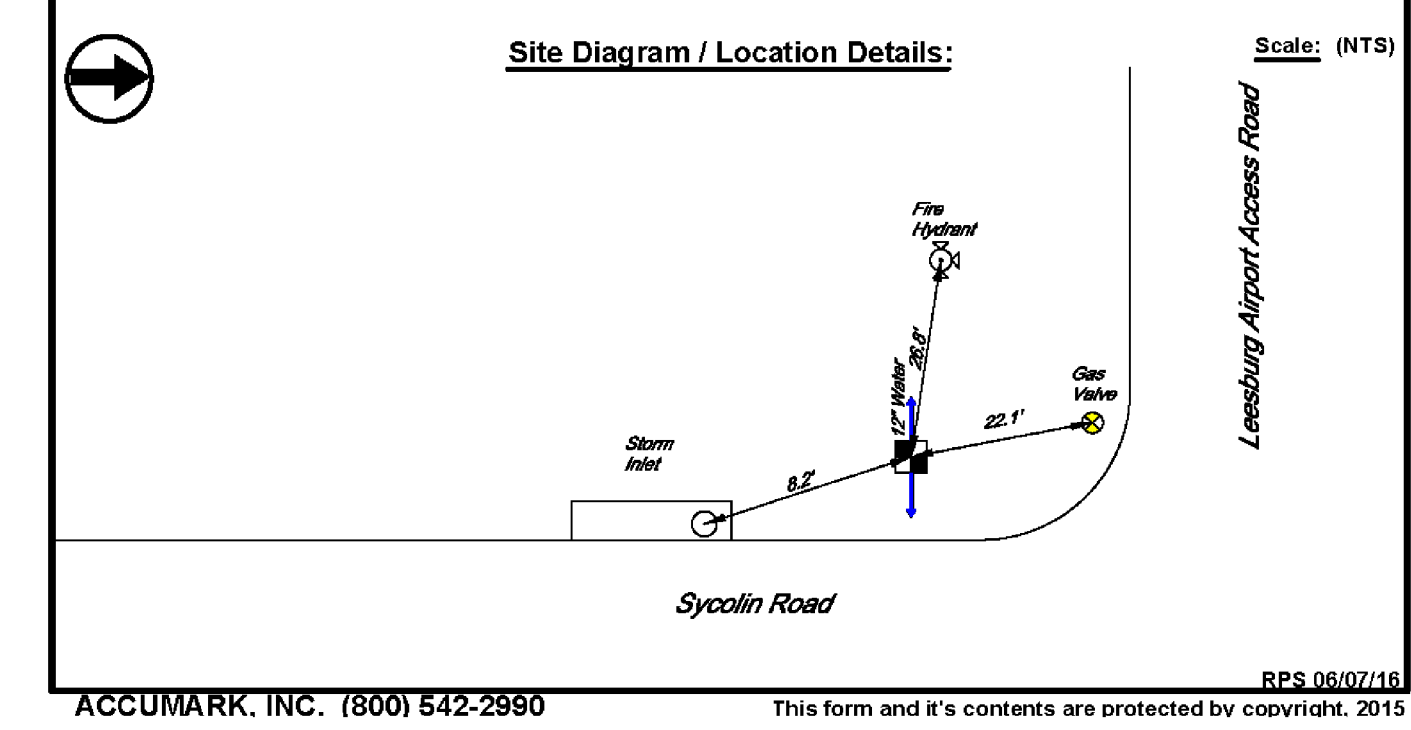 Site Diagram / Location Details:
Scale: (NTS)
Leesburg Airport Access Road
Fire
Hydrant
26.8'
12" Water
Gas
Valve
22.1'
Storm
Inlet
8.2'
Sycolin Road
RPS 06/07/16
ACCUMARK, INC. (800) 542-2990
This form and it's contents are protected by copyright, 2015